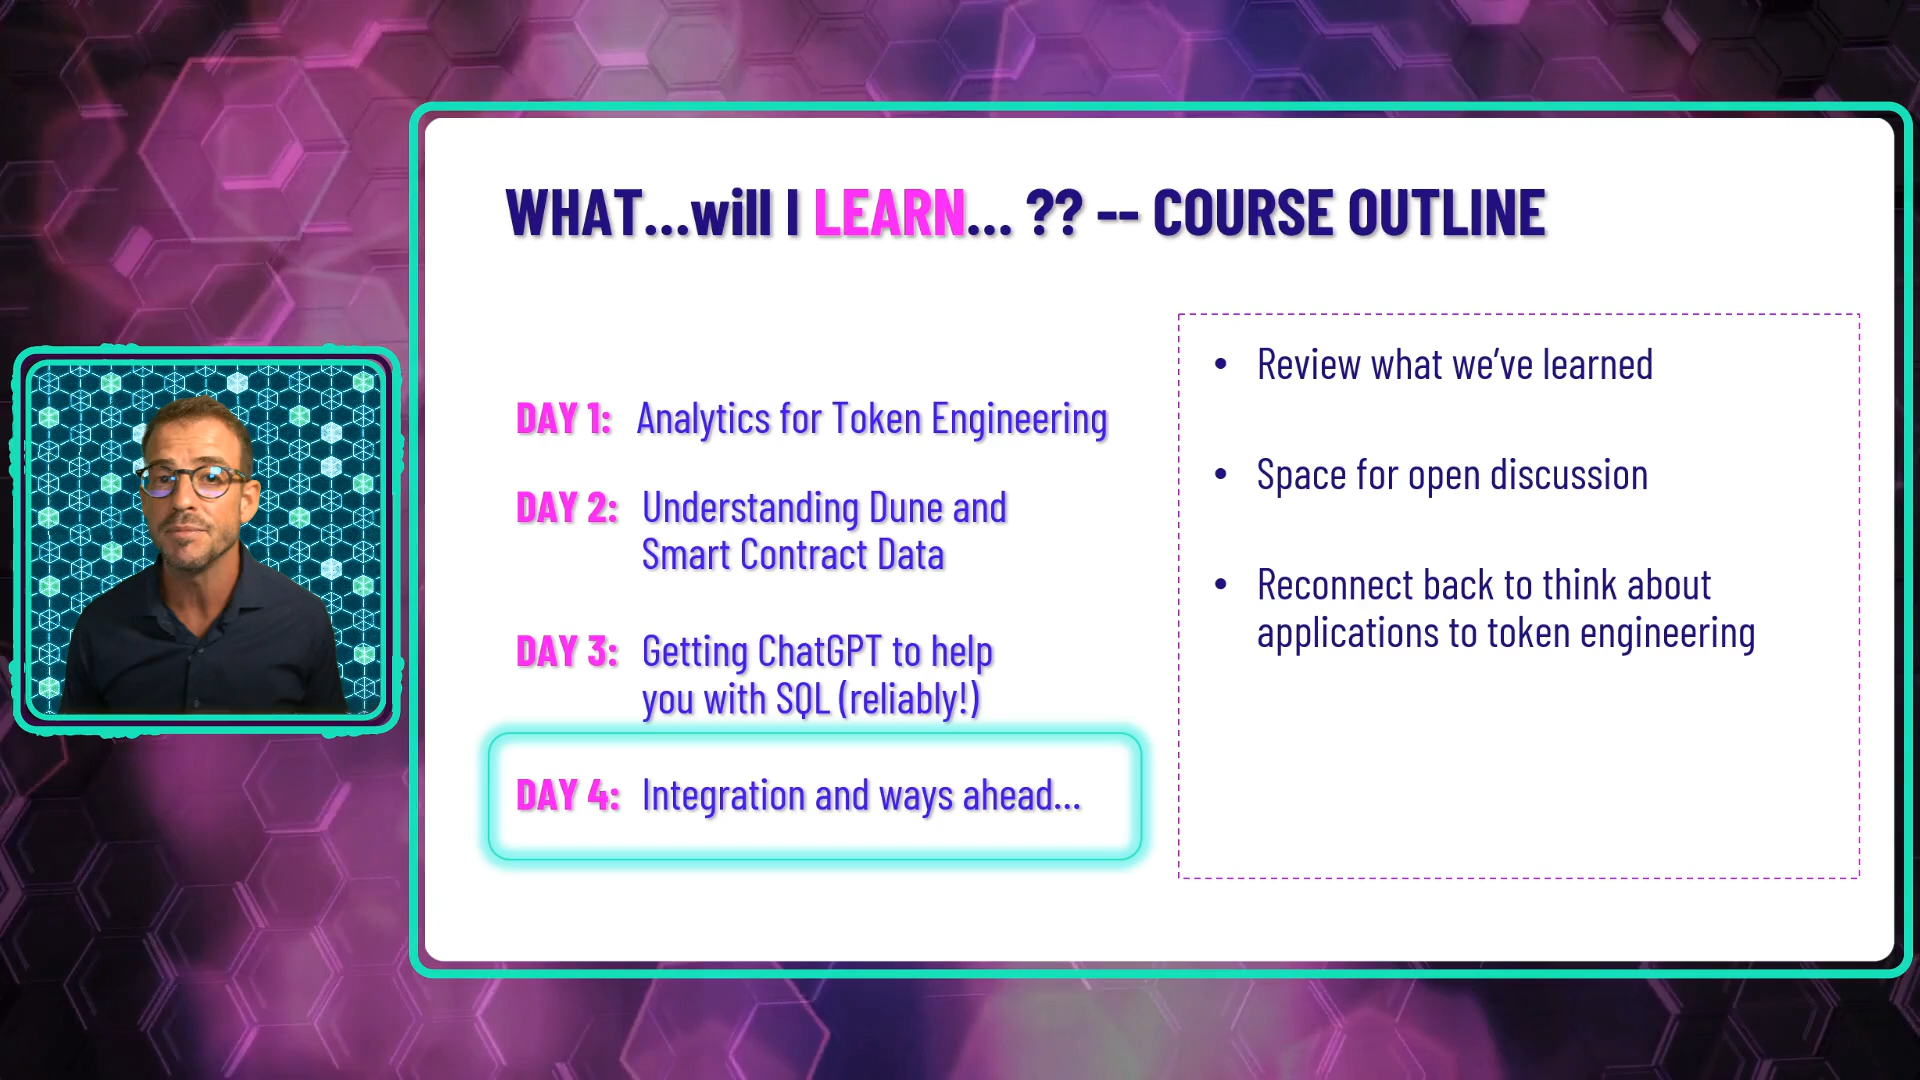 WHAT...will I LEARN... ?? -- COURSE OUTLINE
DAY 1: Analytics for Token Engineering
DAY 2: Understanding Dune and
Smart Contract Data
DAY 3: Getting ChatGPT to help
you with SQL (reliably!)
DAY 4: Integration and ways ahead...
• Review what we’ve learned
• Space for open discussion
• Reconnect back to think about
applications to token engineering